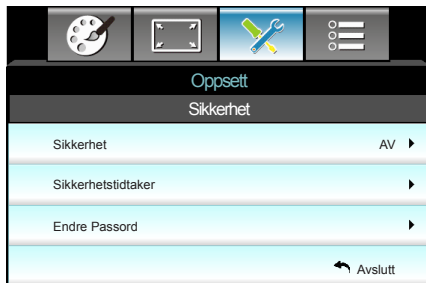 Oppsett
Sikkerhet
Sikkerhet AV
Sikkerhetstidtaker
Endre Passord
Avslutt